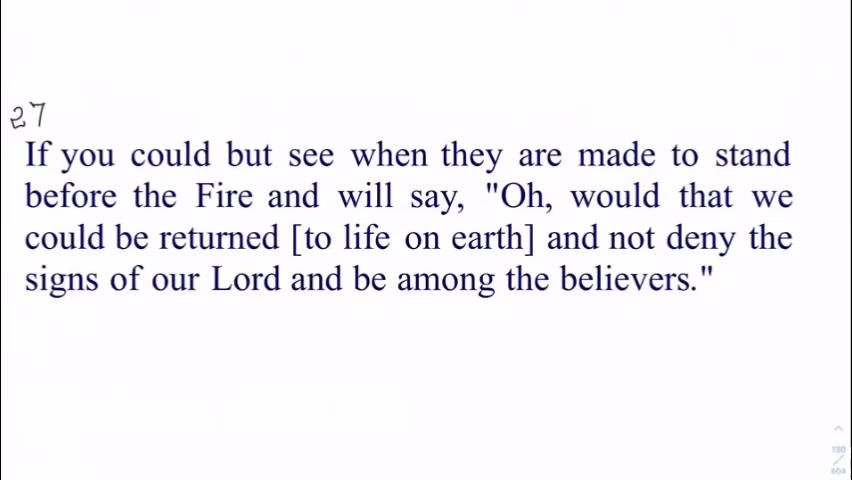 27
If you could but see when they are made to stand
before the Fire and will say, "Oh, would that we
could be returned [to life on earth] and not deny the
signs of our Lord and be among the believers."
130
/
604